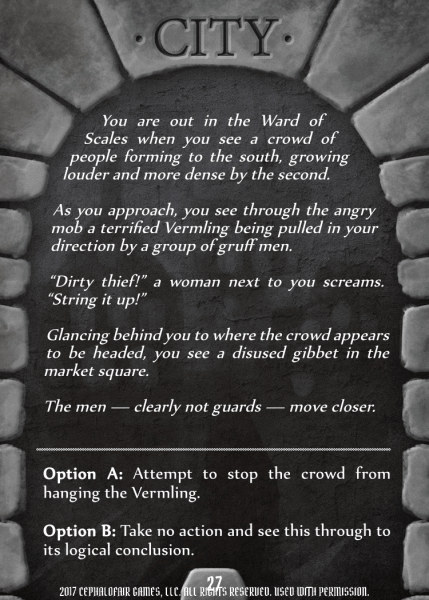 · CITY ·
You are out in the Ward of
Scales when you see a crowd of
people forming to the south, growing
louder and more dense by the second.
As you approach, you see through the angry
mob a terrified Vermling being pulled in your
direction by a group of gruff men.
“Dirty thief!” a woman next to you screams.
“String it up!”
Glancing behind you to where the crowd appears
to be headed, you see a disused gibbet in the
market square.
The men — clearly not guards — move closer.
Option A: Attempt to stop the crowd from
hanging the Vermling.
Option B: Take no action and see this through to
its logical conclusion.
27
2017 CEPHALOFAIR GAMES, LLC. ALL RIGHTS RESERVED. USED WITH PERMISSION.